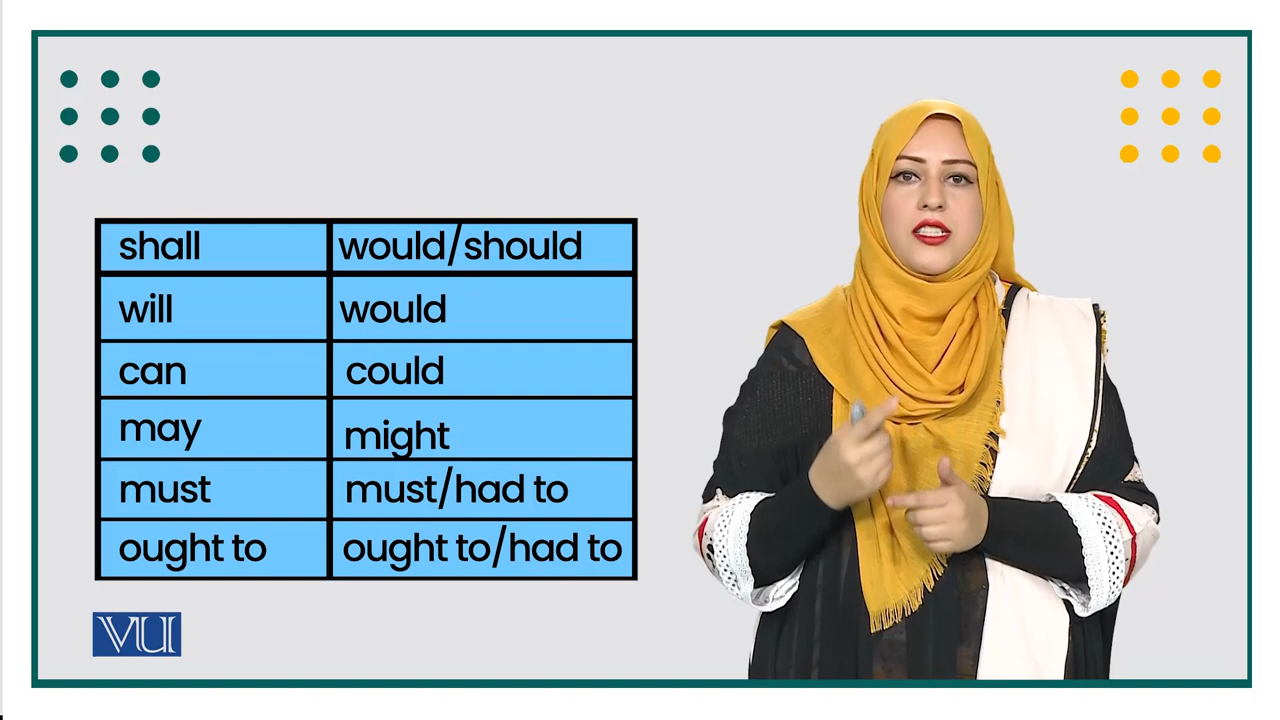 shall would/should
will would
can could
may might
must must/had to
ought to ought to/had to
VU